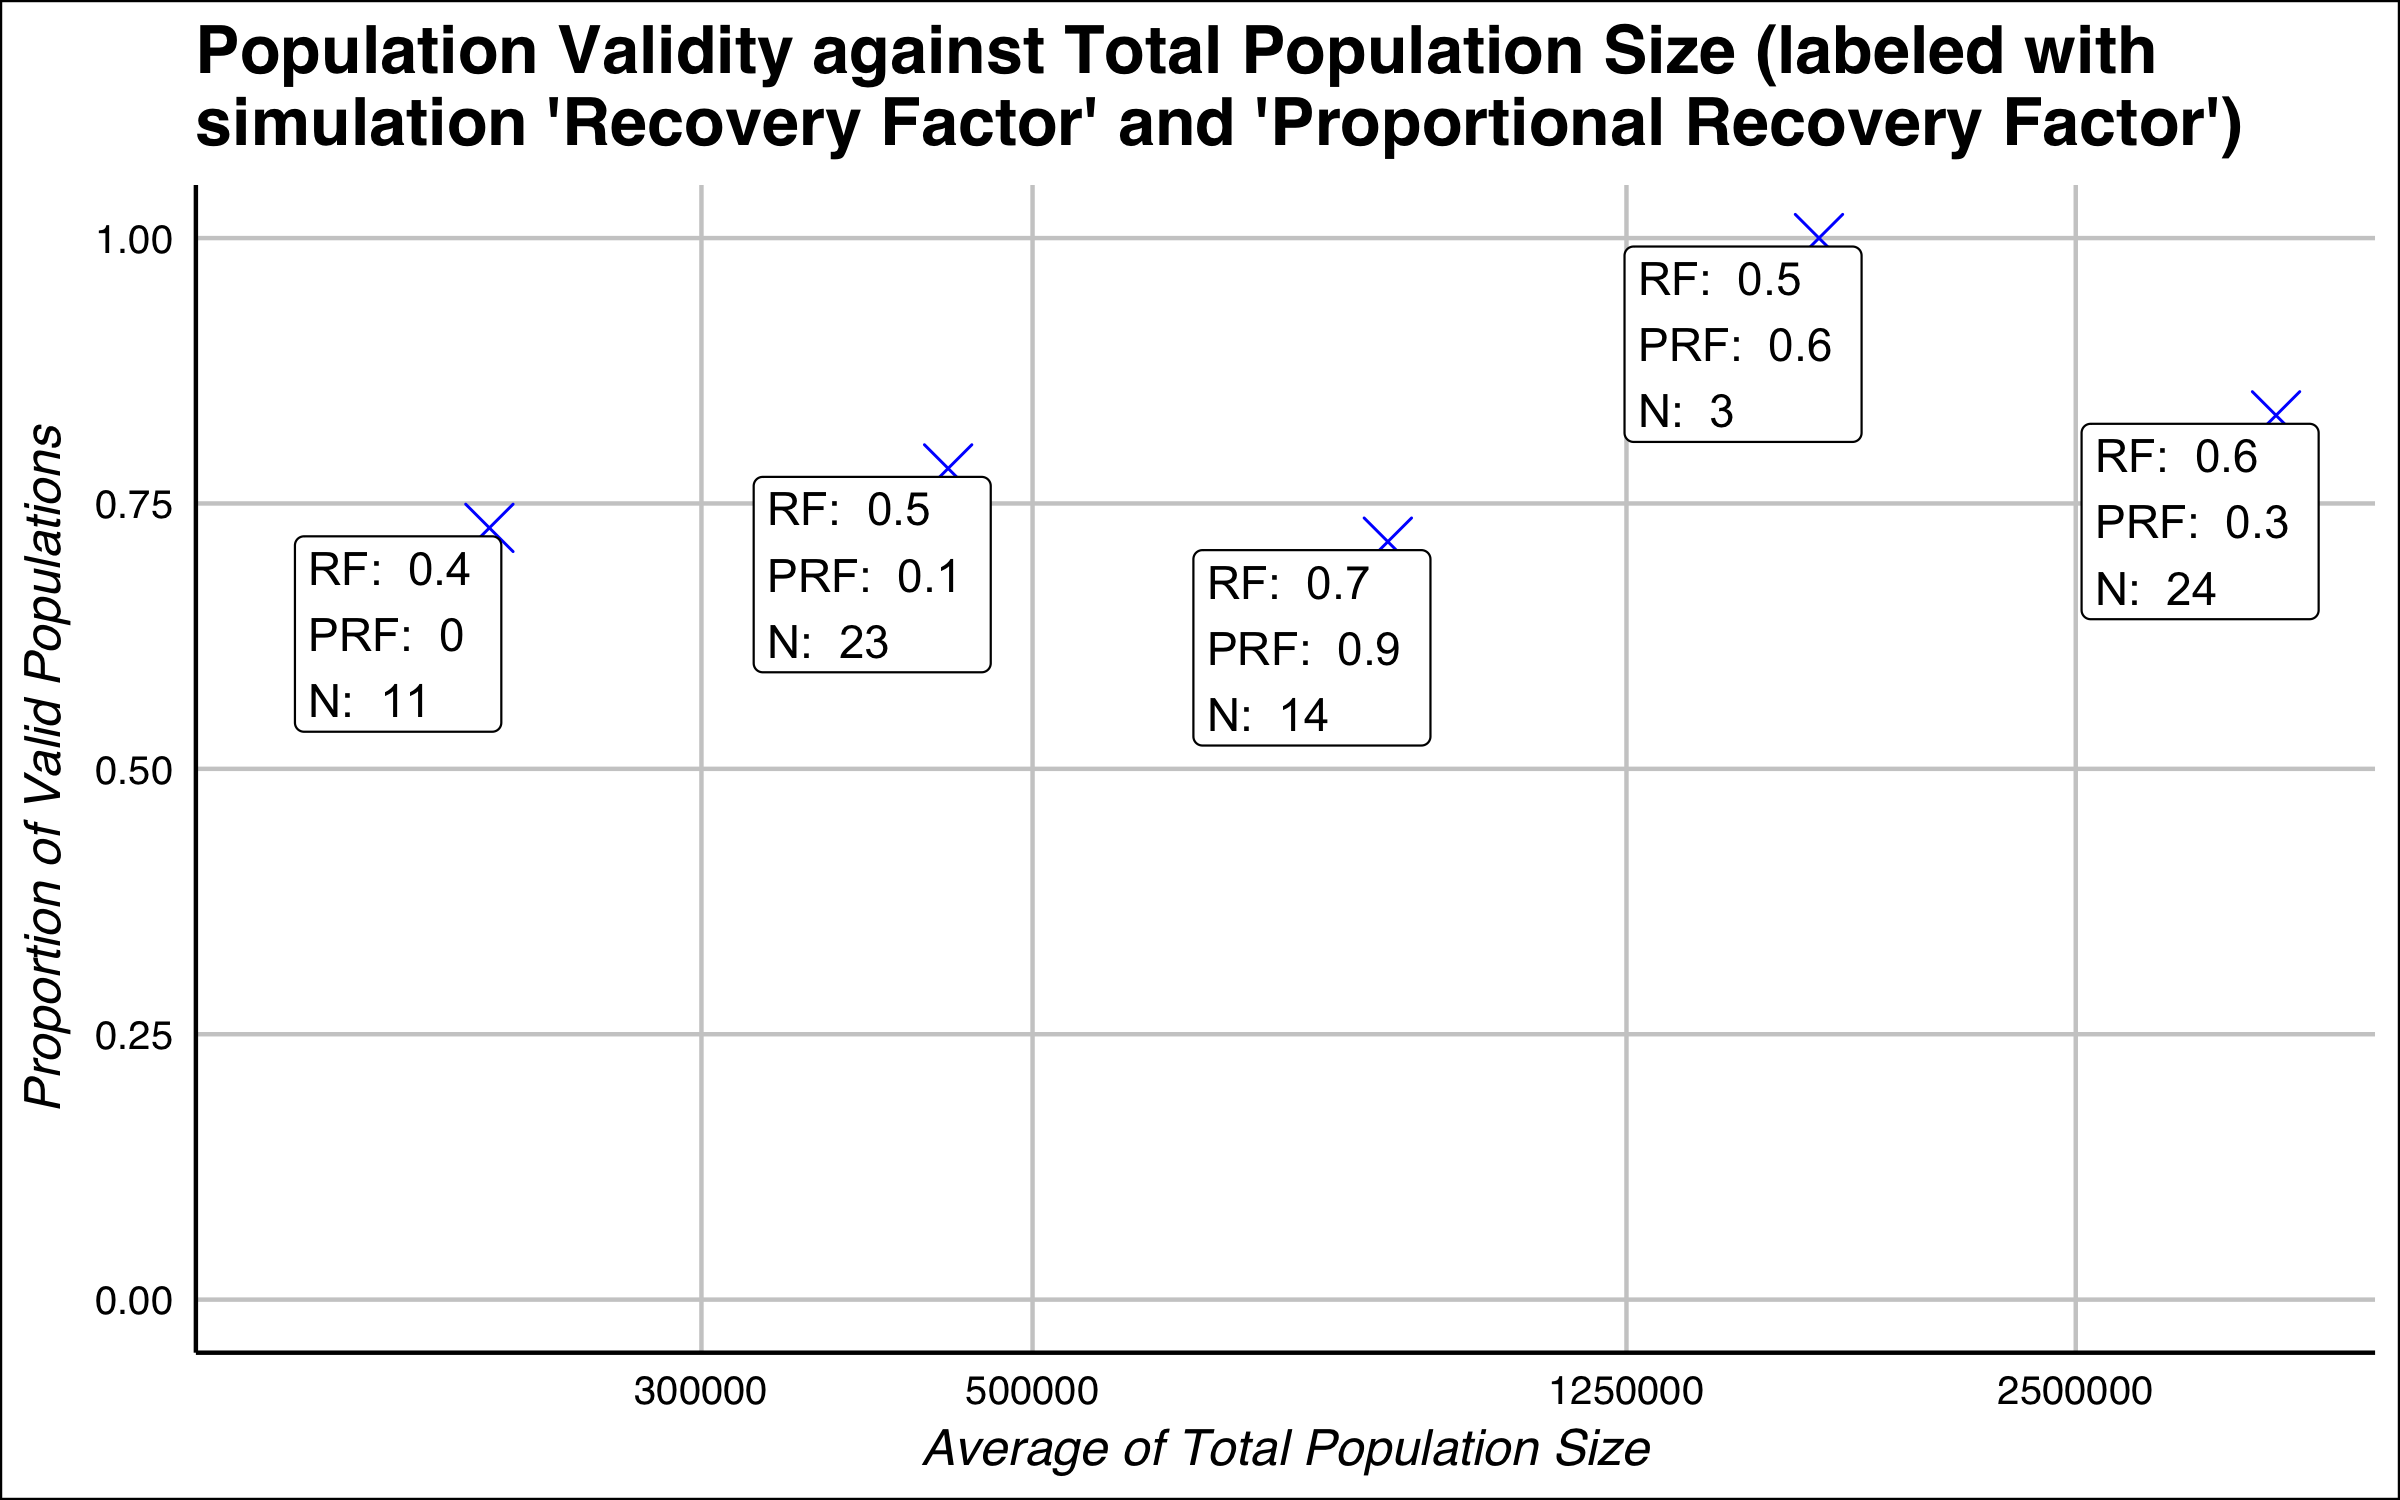 Population Validity against Total Population Size (labeled with
simulation 'Recovery Factor' and 'Proportional Recovery Factor')
Proportion of Valid Populations
1.00
0.75
0.50
0.25
0.00
RF: 0.4
PRF: 0
N: 11
RF: 0.5
PRF: 0.1
N: 23
RF: 0.7
PRF: 0.9
N: 14
RF: 0.5
PRF: 0.6
N: 3
RF: 0.6
PRF: 0.3
N: 24
300000
500000
1250000
2500000
Average of Total Population Size